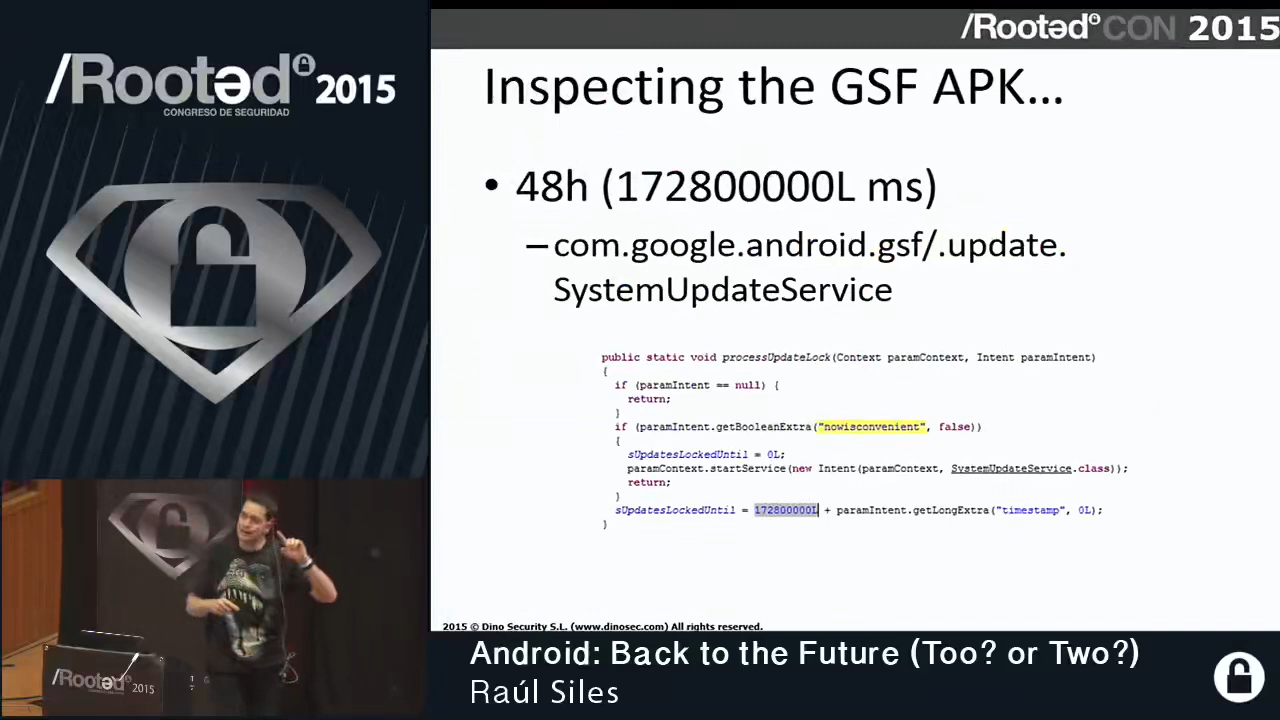 /Rootəd 2015
CONGRESO DE SEGURIDAD
/Rootəd CON 2015
Inspecting the GSF APK…
• 48h (172800000L ms)
–com.google.android.gsf/.update.
SystemUpdateService
public static void processUpdateLock(Context paramContext, Intent paramIntent)
{
if (paramIntent == null) {
return;
}
if (paramIntent.getBooleanExtra("nowisconvenient", false))
{
sUpdatesLockedUntil = 0L;
paramContext.startService(new Intent(paramContext, SystemUpdateService.class));
return;
}
sUpdatesLockedUntil = 172800000L + paramIntent.getLongExtra("timestamp", 0L);
}
2015 © Dino Security S.L. (www.dinosec.com) All rights reserved.
/Rootəd 2015
Android: Back to the Future (Too? or Two?)
Raúl Siles